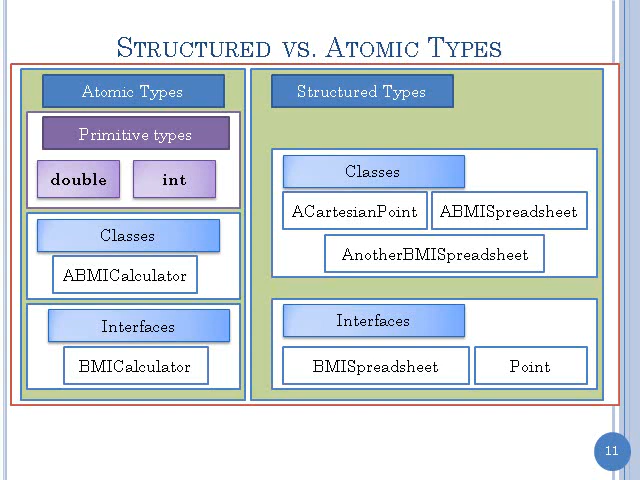 STRUCTURED VS. ATOMIC TYPES
Atomic Types
Primitive types
double int
Classes
ABMICalculator
Interfaces
BMICalculator
Structured Types
Classes
ACartesianPoint ABMISpreadsheet
AnotherBMISpreadsheet
Interfaces
BMISpreadsheet Point
11